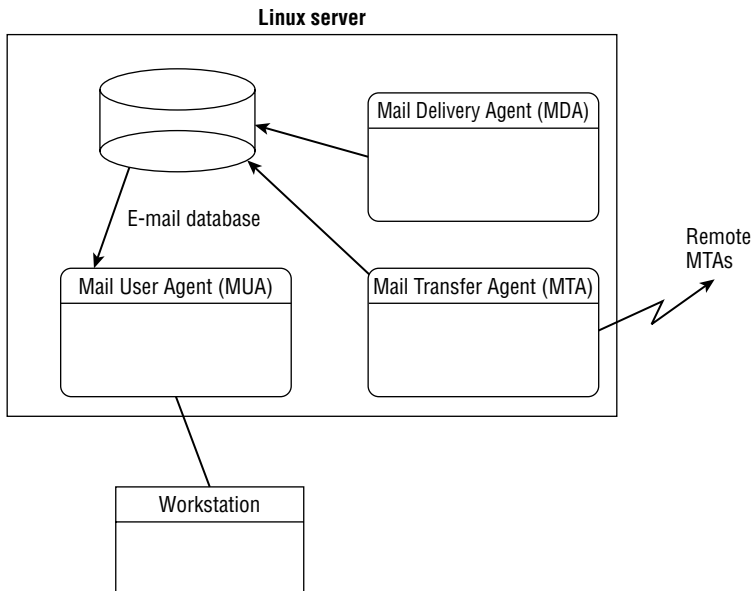 Linux server
Mail Delivery Agent (MDA)
E-mail database
Remote
MTAs
Mail User Agent (MUA)
Mail Transfer Agent (MTA)
Workstation